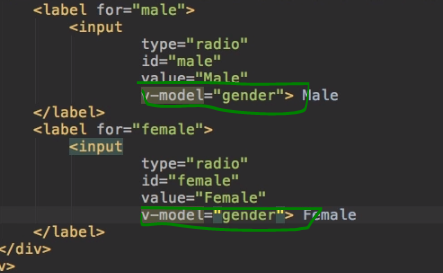 <label for="male">
<input
type="radio"
id="male"
value="Male"
v-model="gender"> Male
</label>
<label for="female">
<input
type="radio"
id="female"
value="Female"
v-model="gender"> Female
</label>
</div>
v>